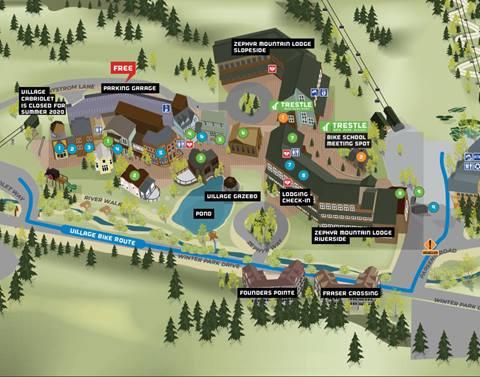 ZEPHYR MOUNTAIN LODGE
SLOPESIDE
FREE
PARKING GARAGE
VILLAGE
CABRIOLET
IS CLOSED FOR
SUMMER 2020
TRESTLE
TRESTLE
BIKE SCHOOL
MEETING SPOT
RIVER WALK
VILLAGE GAZEBO
LODGING
CHECK-IN
POND
VILLAGE BIKE ROUTE
ZEPHYR MOUNTAIN LODGE
RIVERSIDE
WINTER PARK DRIVE
FOUNDERS POINTE
FRASER CROSSING
WINTER PARK
ROAD